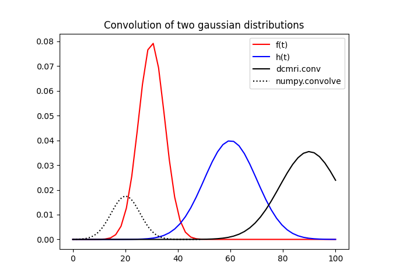 Convolution of two gaussian distributions
0.08
0.07
0.06
0.05
0.04
0.03
0.02
0.01
0.00
f(t)
h(t)
dcmri.conv
numpy.convolve
0 20 40 60 80 100